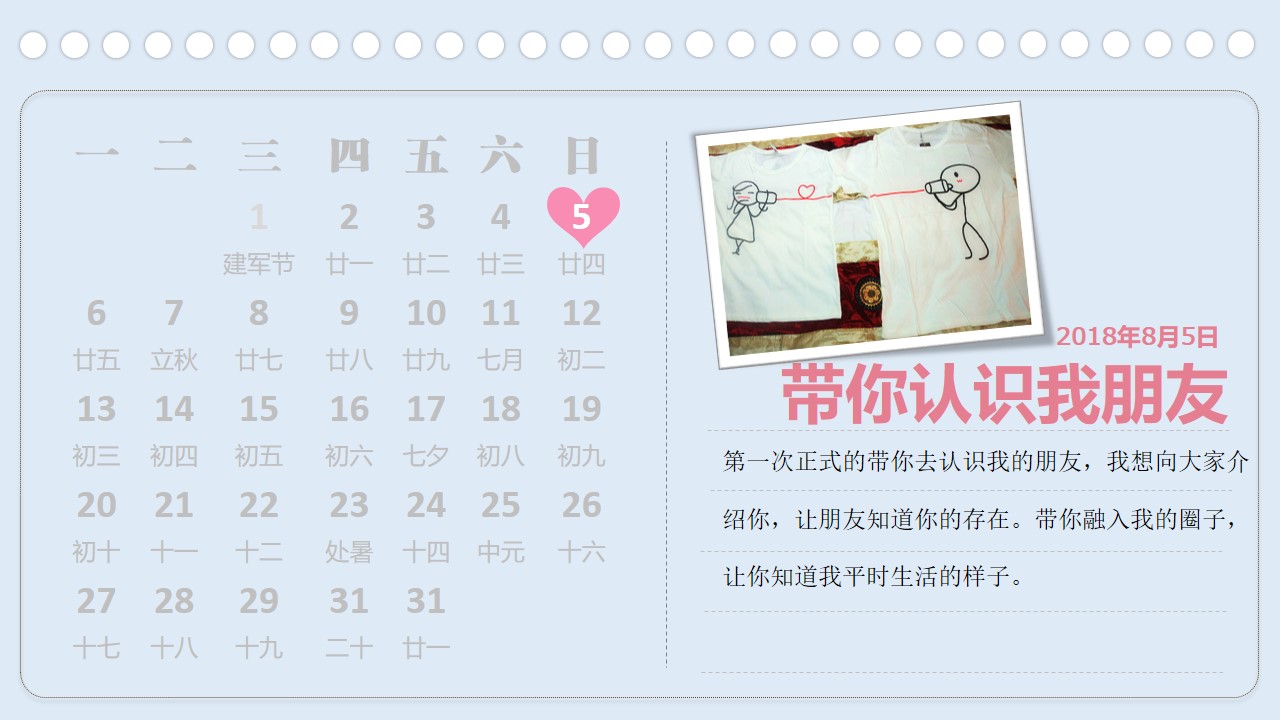 一 二 三 四 五 六 日
1 2 3 4 5
建军节 廿一 廿二 廿三 廿四
6 7 8 9 10 11 12
廿五 立秋 廿七 廿八 廿九 七月 初二
13 14 15 16 17 18 19
初三 初四 初五 初六 七夕 初八 初九
20 21 22 23 24 25 26
初十 十一 十二 处暑 十四 中元 十六
27 28 29 31 31
十七 十八 十九 二十 廿一
2018年8月5日
带你认识我朋友
第一次正式的带你去认识我的朋友，我想向大家介
绍你，让朋友知道你的存在。带你融入我的圈子，
让你知道我平时生活的样子。